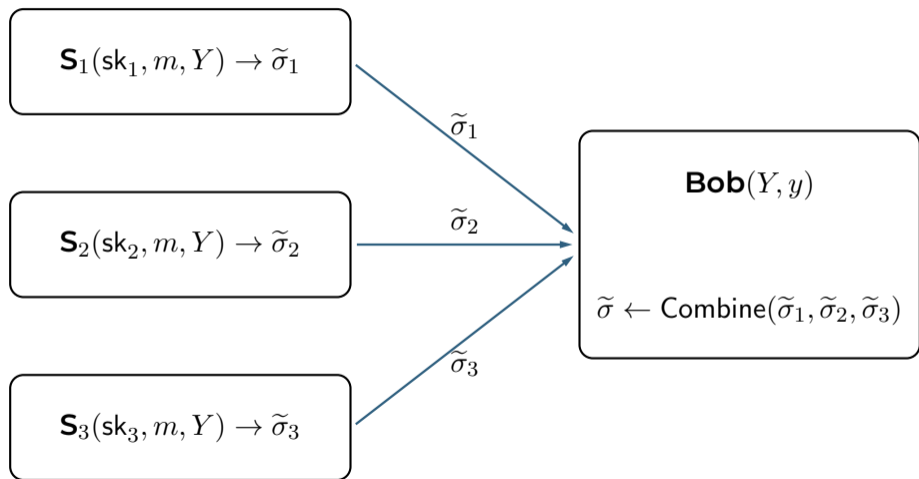 S₁(sk₁, m, Y) → σ̃₁
σ̃₁
Bob(Y, y)
S₂(sk₂, m, Y) → σ̃₂
σ̃₂
σ̃ ← Combine(σ̃₁, σ̃₂, σ̃₃)
σ̃₃
S₃(sk₃, m, Y) → σ̃₃